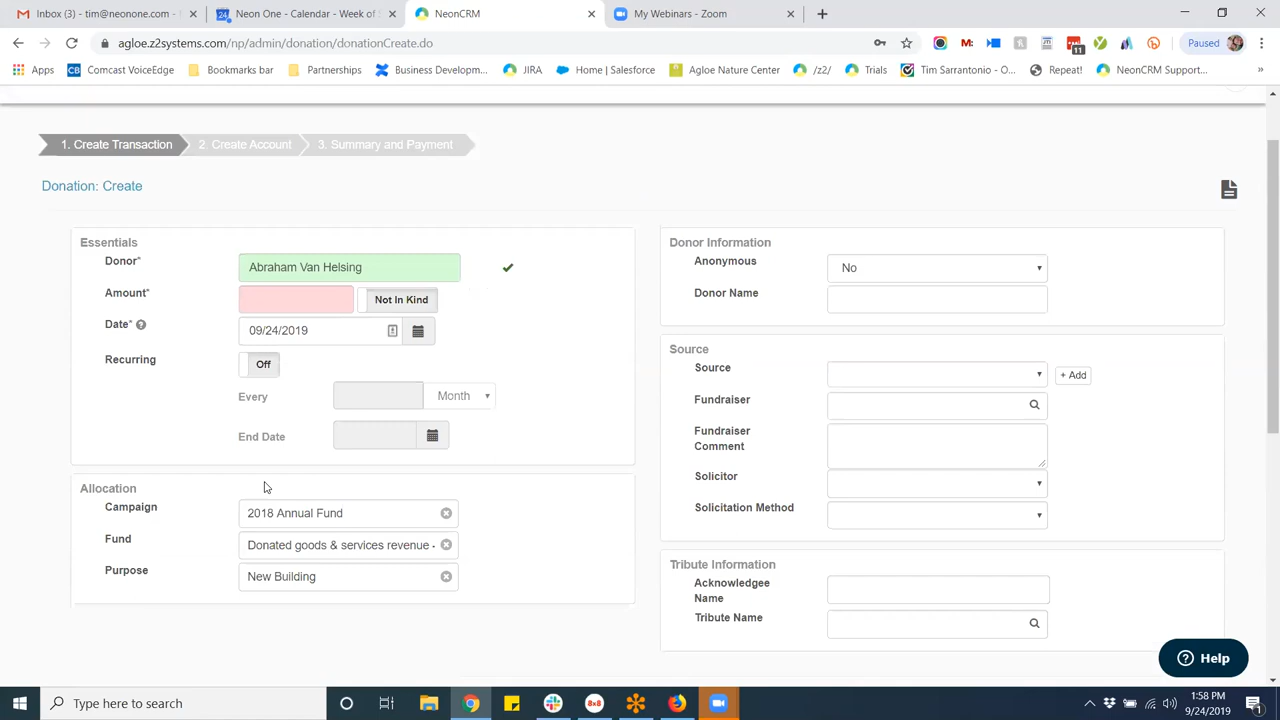 Inbox (3) - tim@neonone.com - 
Neon One - Calendar - Week of S
NeonCRM
My Webinars - Zoom
agloe.z2systems.com/np/admin/donation/donationCreate.do
11
Paused
Apps
Comcast VoiceEdge
Bookmarks bar
Partnerships
Business Develop...
JIRA
Home | Salesforce
Agloe Nature Center
/z2/
Trials
Tim Sarrantonio - O...
Repeat!
NeonCRM Support...
»
1. Create Transaction
2. Create Account
3. Summary and Payment
Donation: Create
Essentials
Donor*
Abraham Van Helsing
Amount*
Not In Kind
Date*
09/24/2019
Recurring
Off
Every
Month
End Date
Allocation
Campaign
2018 Annual Fund
Fund
Donated goods & services revenue -
Purpose
New Building
Donor Information
Anonymous
No
Donor Name
Source
Source
+ Add
Fundraiser
Fundraiser
Comment
Solicitor
Solicitation Method
Tribute Information
Acknowledgee
Name
Tribute Name
Help
Type here to search
8x8
1:58 PM
9/24/2019
1